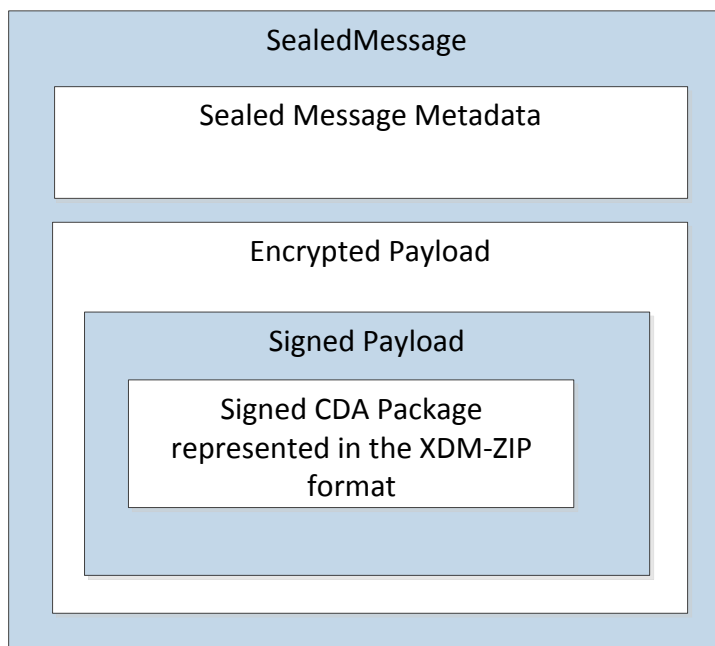 SealedMessage
Sealed Message Metadata
Encrypted Payload
Signed Payload
Signed CDA Package
represented in the XDM-ZIP
format